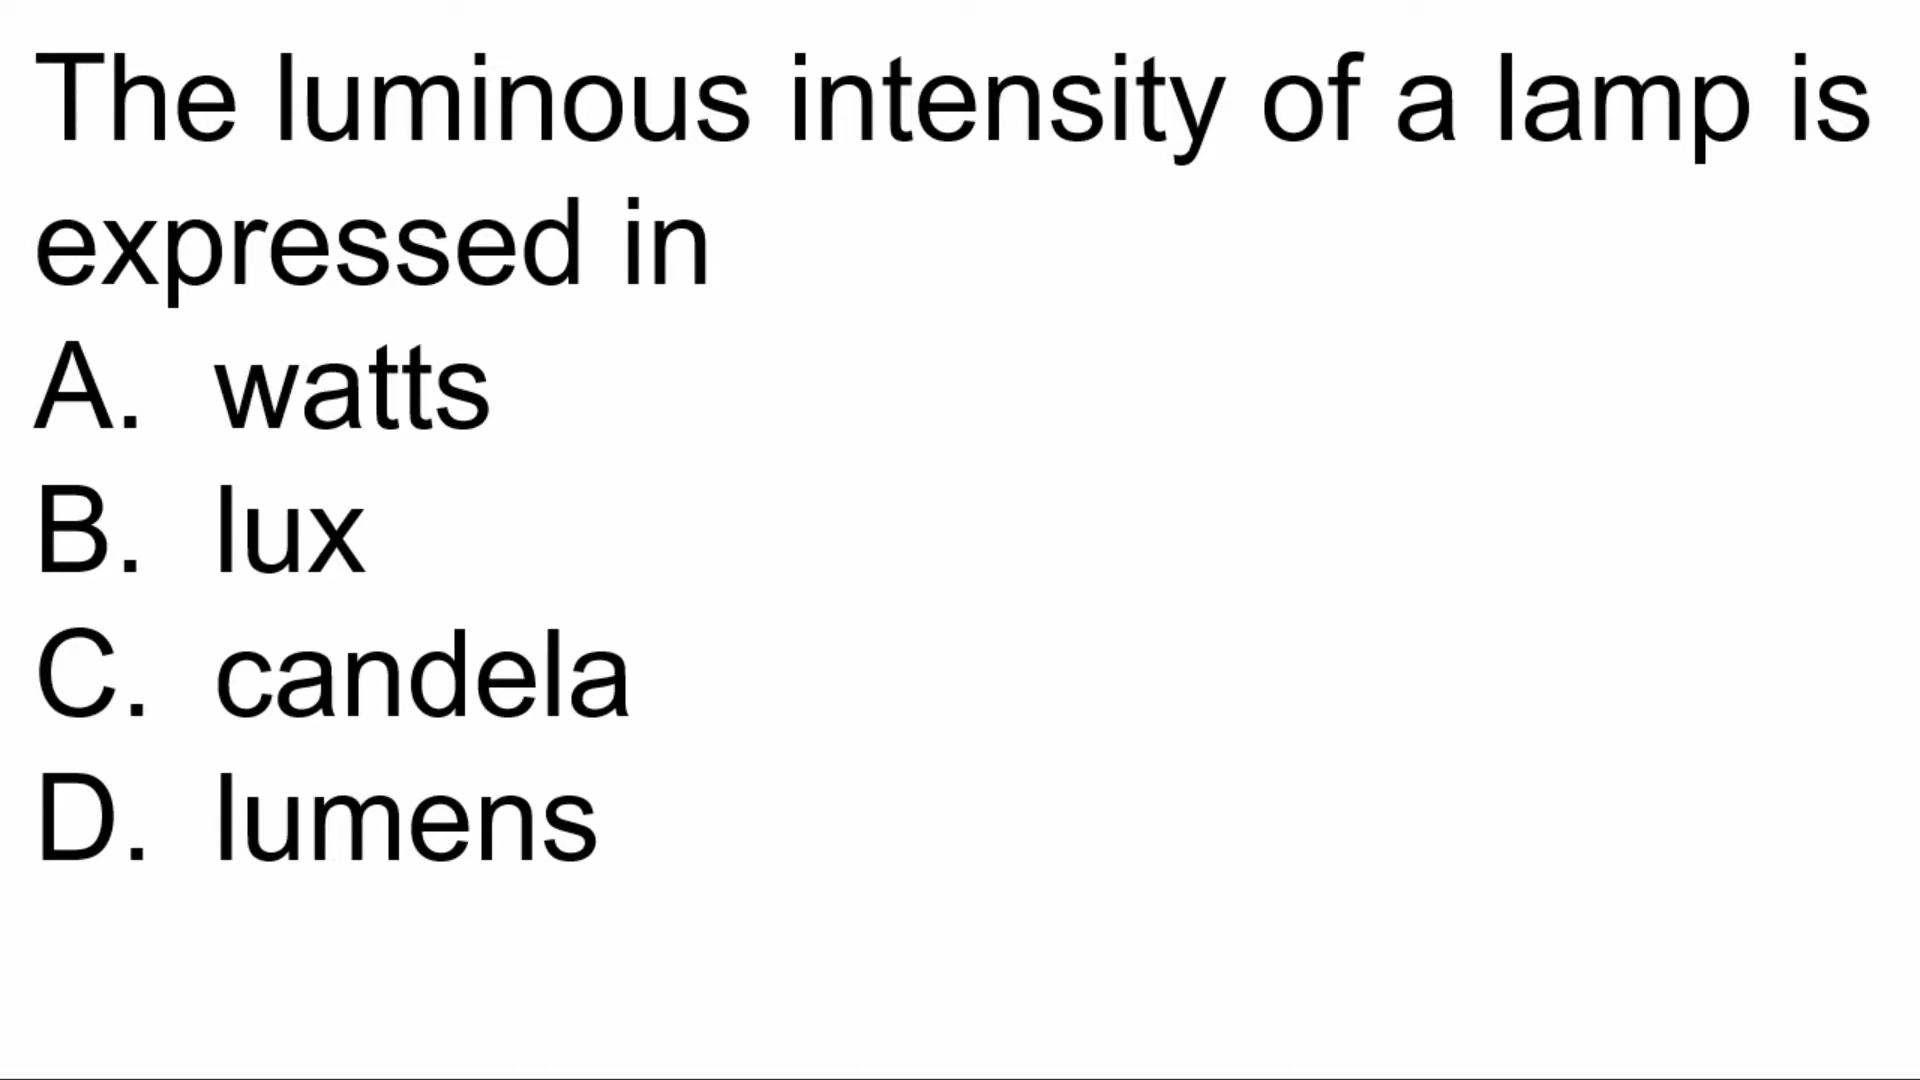 The luminous intensity of a lamp is
expressed in
A. watts
B. lux
C. candela
D. lumens